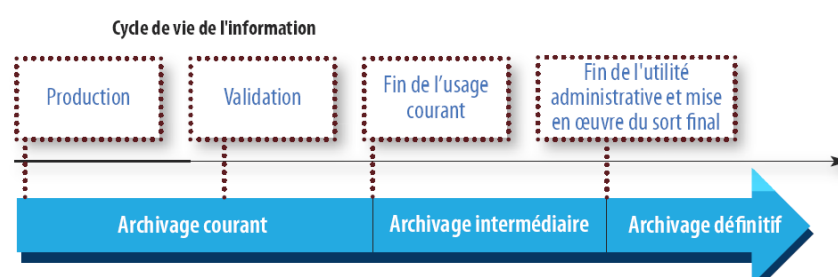 Cycle de vie de l'information
Production
Validation
Fin de l’usage
courant
Fin de l'utilité
administrative et mise
en œuvre du sort final
Archivage courant
Archivage intermédiaire
Archivage définitif